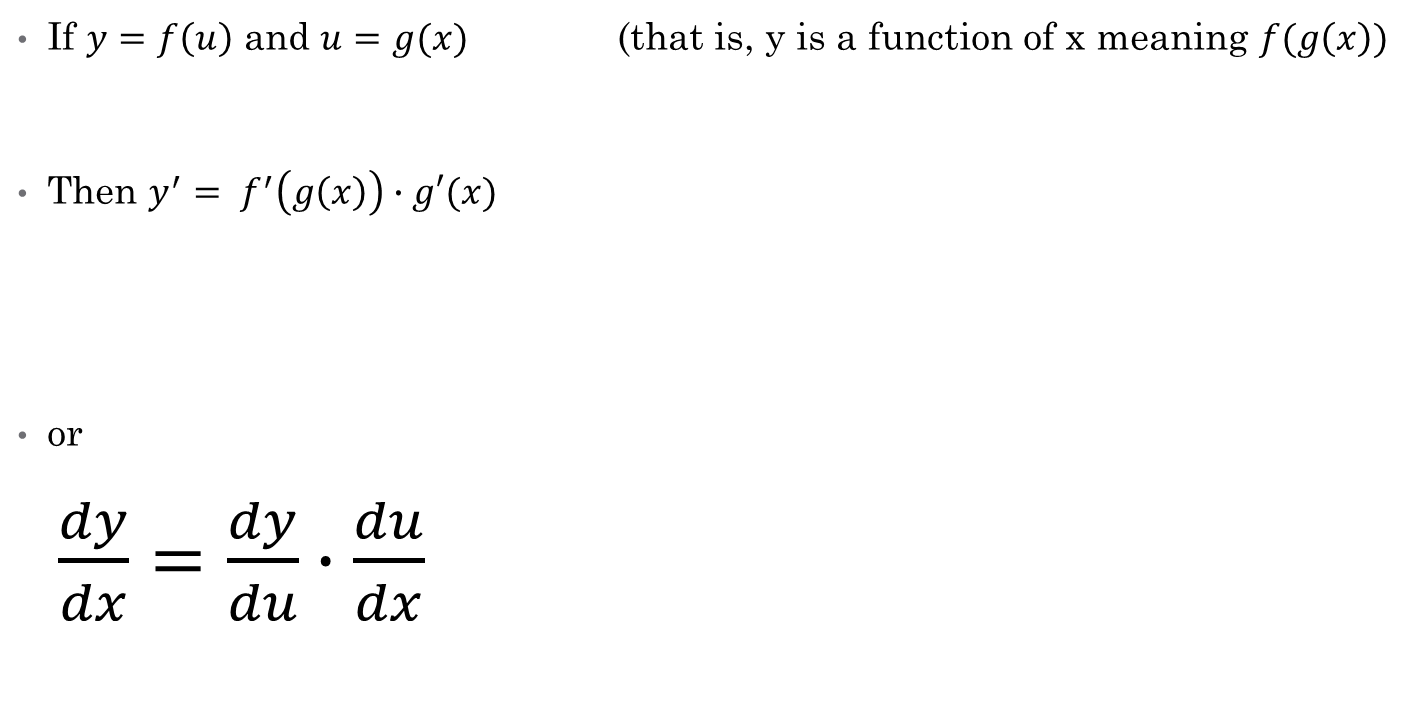 • If y = f(u) and u = g(x) (that is, y is a function of x meaning f(g(x))
• Then y′ = f′(g(x)) · g′(x)
• or
dy/dx = dy/du · du/dx